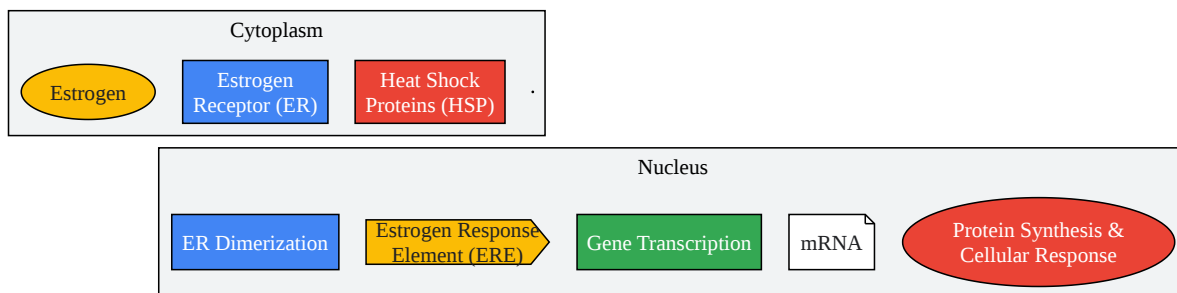 Cytoplasm
Estrogen
Estrogen
Receptor (ER)
Heat Shock
Proteins (HSP)
.
Nucleus
ER Dimerization
Estrogen Response
Element (ERE)
Gene Transcription
mRNA
Protein Synthesis &
Cellular Response